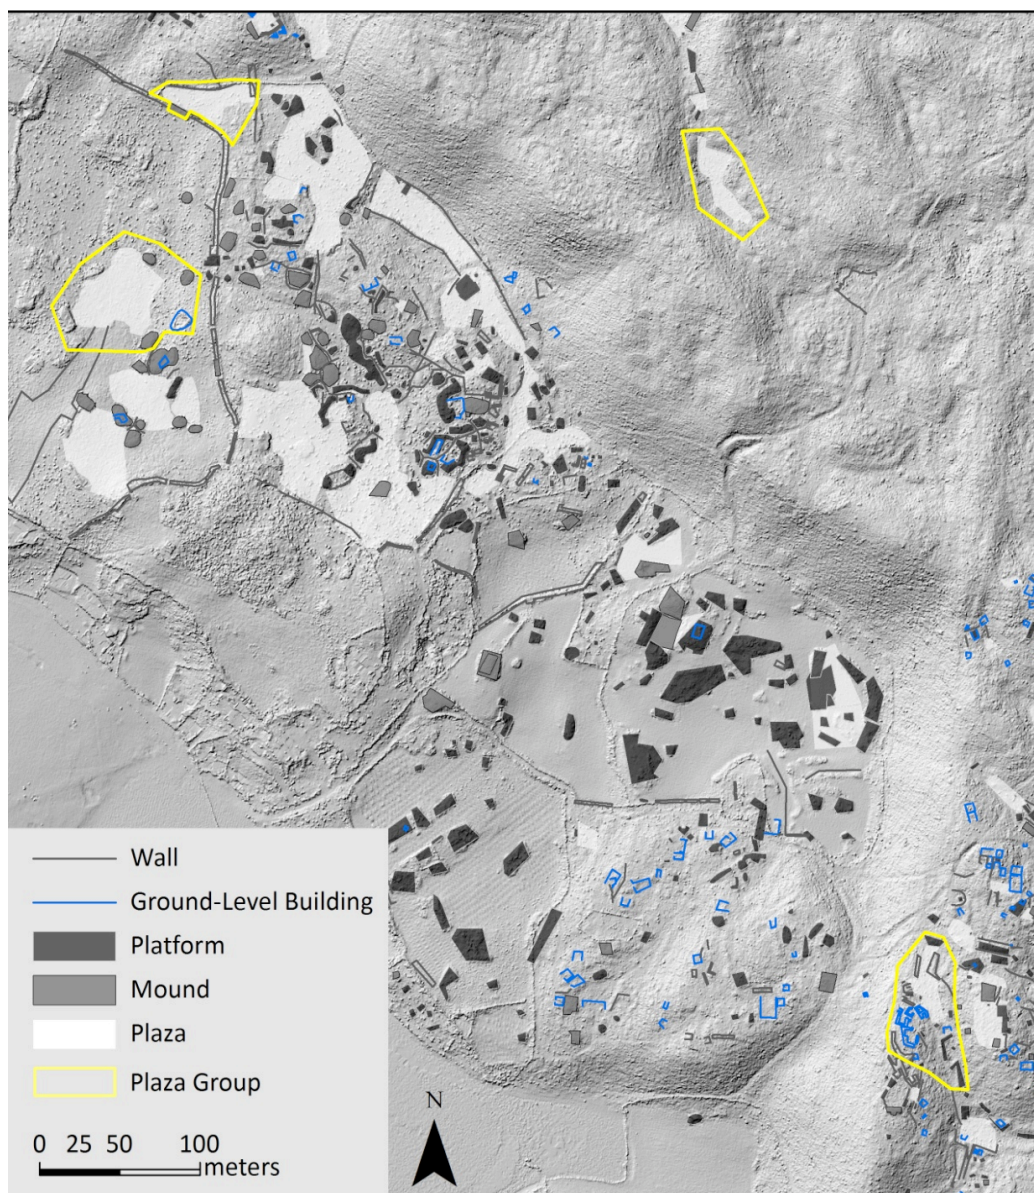 Wall
Ground-Level Building
Platform
Mound
Plaza
Plaza Group
N
0 25 50 100
meters